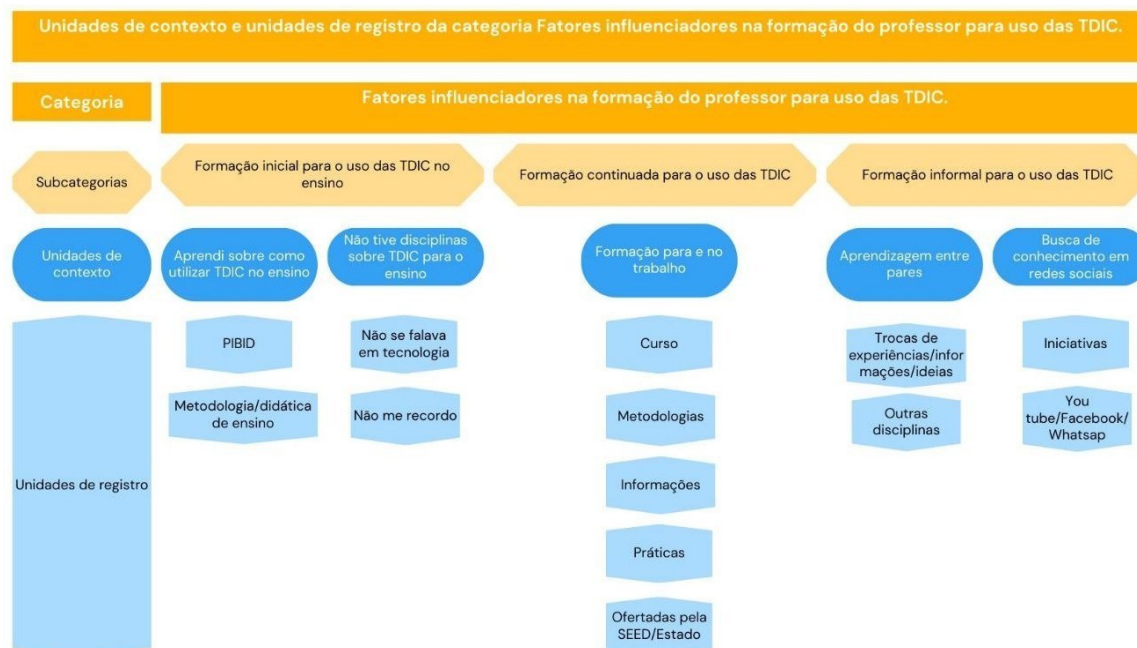 Unidades de contexto e unidades de registro da categoria Fatores influenciadores na formação do professor para uso das TDIC.
Categoria
Fatores influenciadores na formação do professor para uso das TDIC.
Subcategorias
Formação inicial para o uso das TDIC no
ensino
Formação continuada para o uso das TDIC
Formação informal para o uso das TDIC
Unidades de
contexto
Aprendi sobre como
utilizar TDIC no ensino
Não tive disciplinas
sobre TDIC para o
ensino
Formação para e no
trabalho
Aprendizagem entre
pares
Busca de
conhecimento em
redes sociais
Unidades de registro
PIBID
Metodologia/didática
de ensino
Não se falava
em tecnologia
Não me recordo
Curso
Metodologias
Informações
Práticas
Ofertadas pela
SEED/Estado
Trocas de
experiências/infor
mações/ideias
Outras
disciplinas
Iniciativas
You
tube/Facebook/
Whatsap